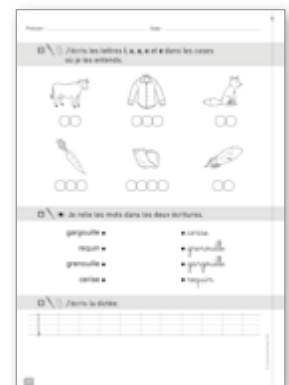 Prénom : Date :
J'écris les lettres i, u, a, o et e dans les cases
où je les entends.
Je relie les mots dans les deux écritures.
gargouille • • cerise
requin • • grenouille
grenouille • • gargouille
cerise • • requin
J'écris la dictée.